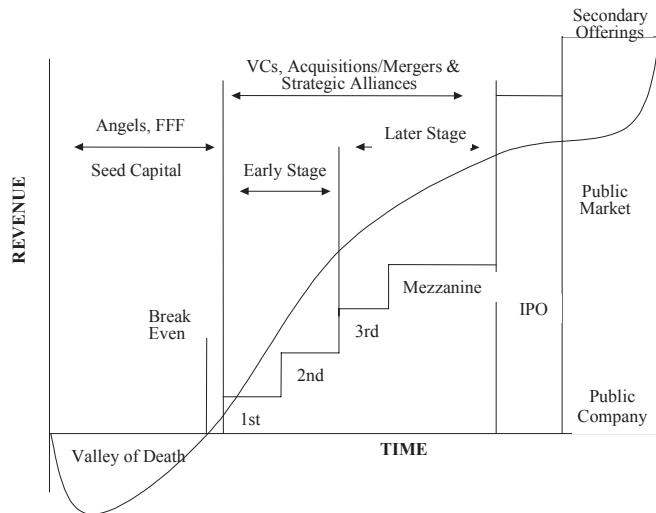 Secondary
Offerings
VCs, Acquisitions/Mergers &
Strategic Alliances
Angels, FFF
Later Stage
Seed Capital
Early Stage
Public
Market
REVENUE
Mezzanine
Break
Even
IPO
3rd
2nd
Public
Company
1st
Valley of Death
TIME